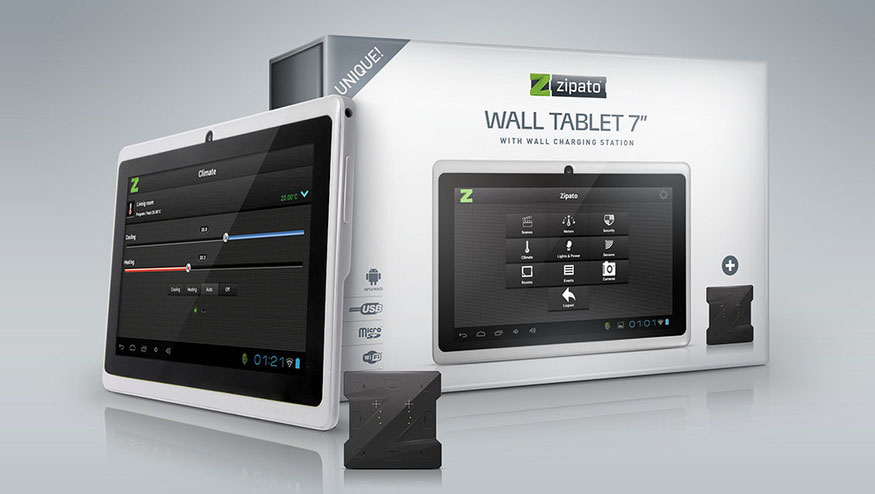 UNIQUE!
zipato
WALL TABLET 7”
WITH WALL CHARGING STATION
Z
Climate
Living room
20.00°C
Cooling
Heating
Cooling
Heating
Auto
Off
01:21
ANDROID
USB
micro
SD
WiFi
Z
Zipato
Scenes
Meters
Security
Climate
Lights & Power
Sensors
Rooms
Events
Cameras
Logout
01:01